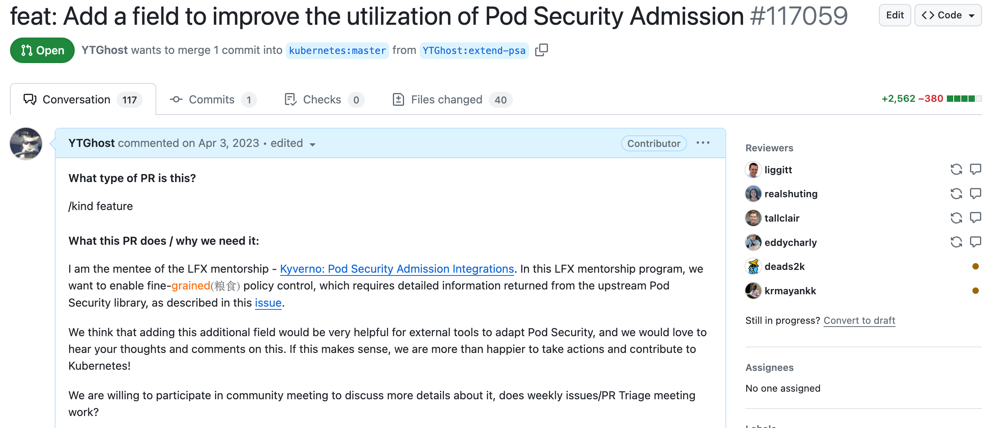 feat: Add a field to improve the utilization of Pod Security Admission #117059
Edit
Code
Open
YTGhost wants to merge 1 commit into kubernetes:master from YTGhost:extend-psa
Conversation 117
Commits 1
Checks 0
Files changed 40
+2,562 −380
YTGhost commented on Apr 3, 2023 • edited
Contributor
What type of PR is this?
/kind feature
What this PR does / why we need it:
I am the mentee of the LFX mentorship - Kyverno: Pod Security Admission Integrations. In this LFX mentorship program, we
want to enable fine-grained(粮食) policy control, which requires detailed information returned from the upstream Pod
Security library, as described in this issue.
We think that adding this additional field would be very helpful for external tools to adapt Pod Security, and we would love to
hear your thoughts and comments on this. If this makes sense, we are more than happier to take actions and contribute to
Kubernetes!
We are willing to participate in community meeting to discuss more details about it, does weekly issues/PR Triage meeting
work?
Reviewers
liggitt
realshuting
tallclair
eddycharly
deads2k
krmayankk
Still in progress? Convert to draft
Assignees
No one assigned
Labels